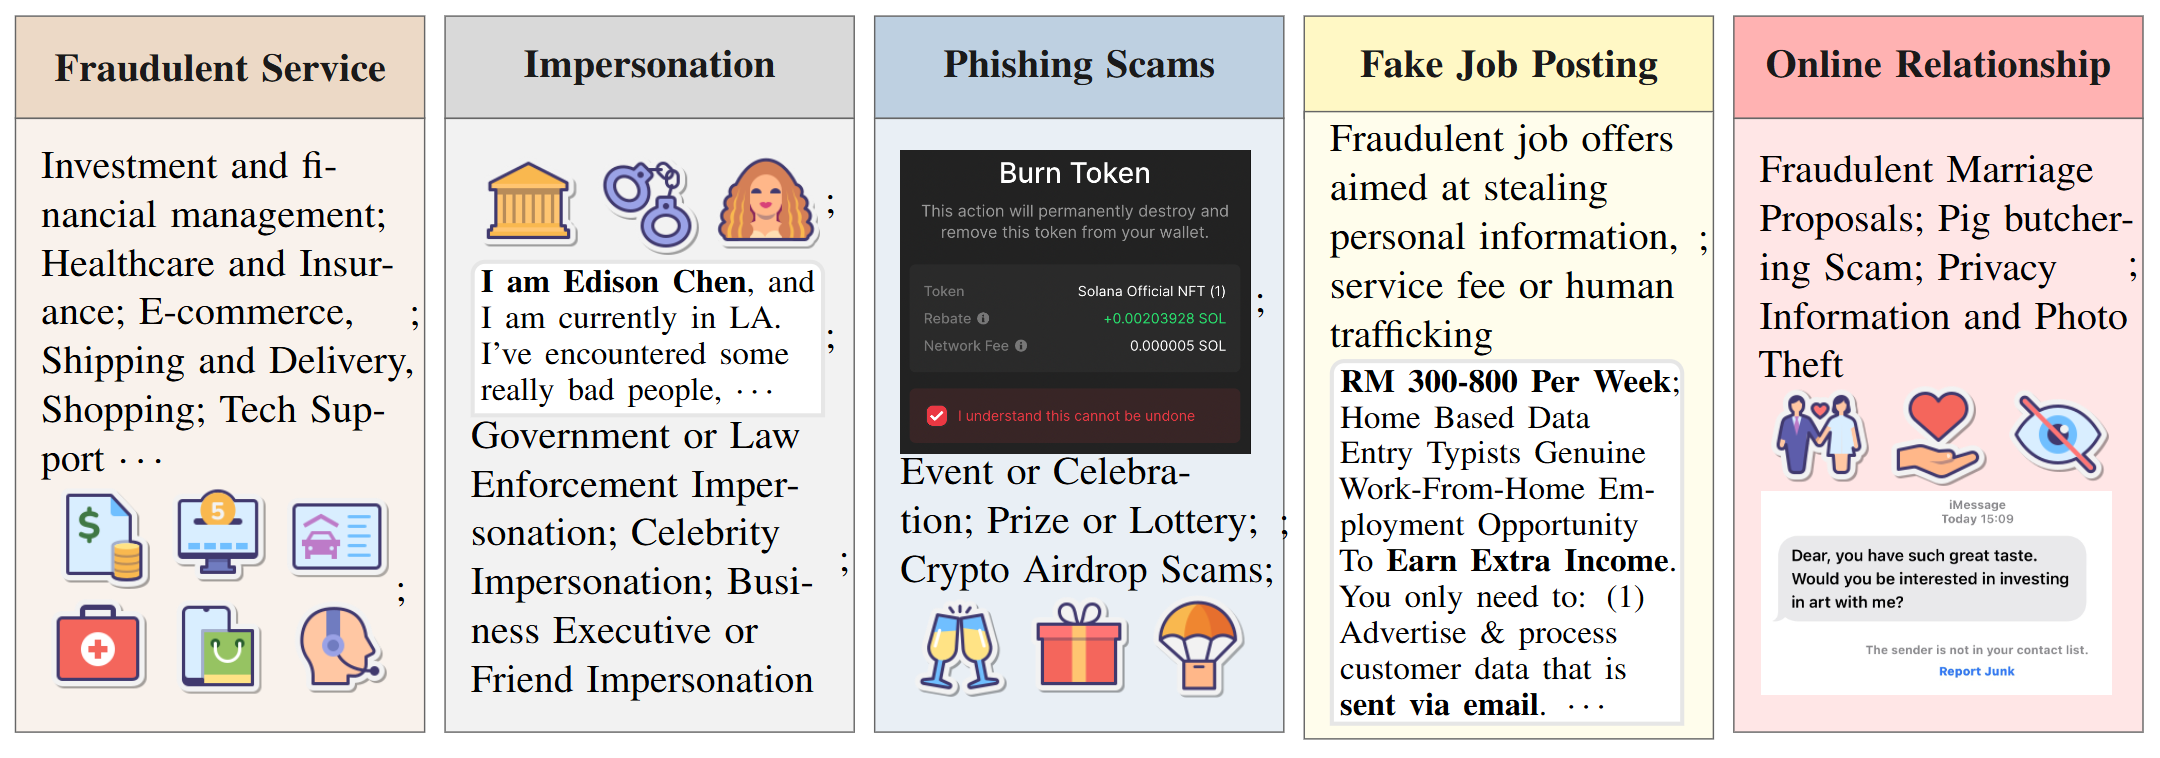 Fraudulent Service
Investment and fi-
nancial management;
Healthcare and Insur-
ance; E-commerce,
;
Shipping and Delivery,
Shopping; Tech Sup-
port ···
5
$
;
Impersonation
;
I am Edison Chen, and
I am currently in LA.
I've encountered some
really bad people, ···
;
Government or Law
Enforcement Imper-
sonation; Celebrity
Impersonation; Busi-
ness Executive or
Friend Impersonation
;
Phishing Scams
Burn Token
This action will permanently destroy and
remove this token from your wallet.
Token Solana Official NFT (1)
Rebate +0.00203928 SOL
Network Fee 0.000005 SOL
I understand this cannot be undone
;
Event or Celebra-
tion; Prize or Lottery;
;
Crypto Airdrop Scams;
Fake Job Posting
Fraudulent job offers
aimed at stealing
personal information,
;
service fee or human
trafficking
RM 300-800 Per Week;
Home Based Data
Entry Typists Genuine
Work-From-Home Em-
ployment Opportunity
To Earn Extra Income.
You only need to: (1)
Advertise & process
customer data that is
sent via email. ···
Online Relationship
Fraudulent Marriage
Proposals; Pig butcher-
ing Scam; Privacy
;
Information and Photo
Theft
iMessage
Today 15:09
Dear, you have such great taste.
Would you be interested in investing
in art with me?
The sender is not in your contact list.
Report Junk